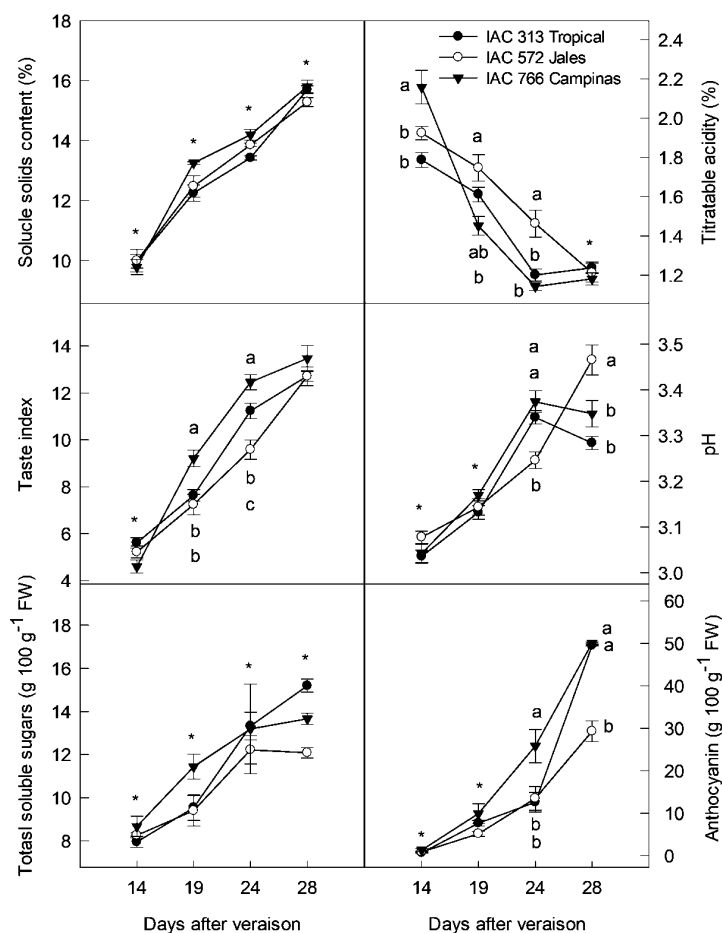 18
16
14
12
10
Solucle solids content (%)
*
*
*
*
IAC 313 Tropical
IAC 572 Jales
IAC 766 Campinas
a
b
b
a
ab
b
a
b
b
*
2.4
2.2
2.0
1.8
1.6
1.4
1.2
Titratable acidity (%)
14
12
10
8
6
4
Taste index
*
a
b
b
a
b
c
*
*
a
a
b
a
b
b
3.5
3.4
3.3
3.2
3.1
3.0
pH
18
16
14
12
10
8
Totasl soluble sugars (g 100 g⁻¹ FW)
*
*
*
*
*
*
a
b
b
a
a
b
60
50
40
30
20
10
0
Anthocyanin (g 100 g⁻¹ FW)
14 19 24 28
14 19 24 28
Days after veraison
Days after veraison